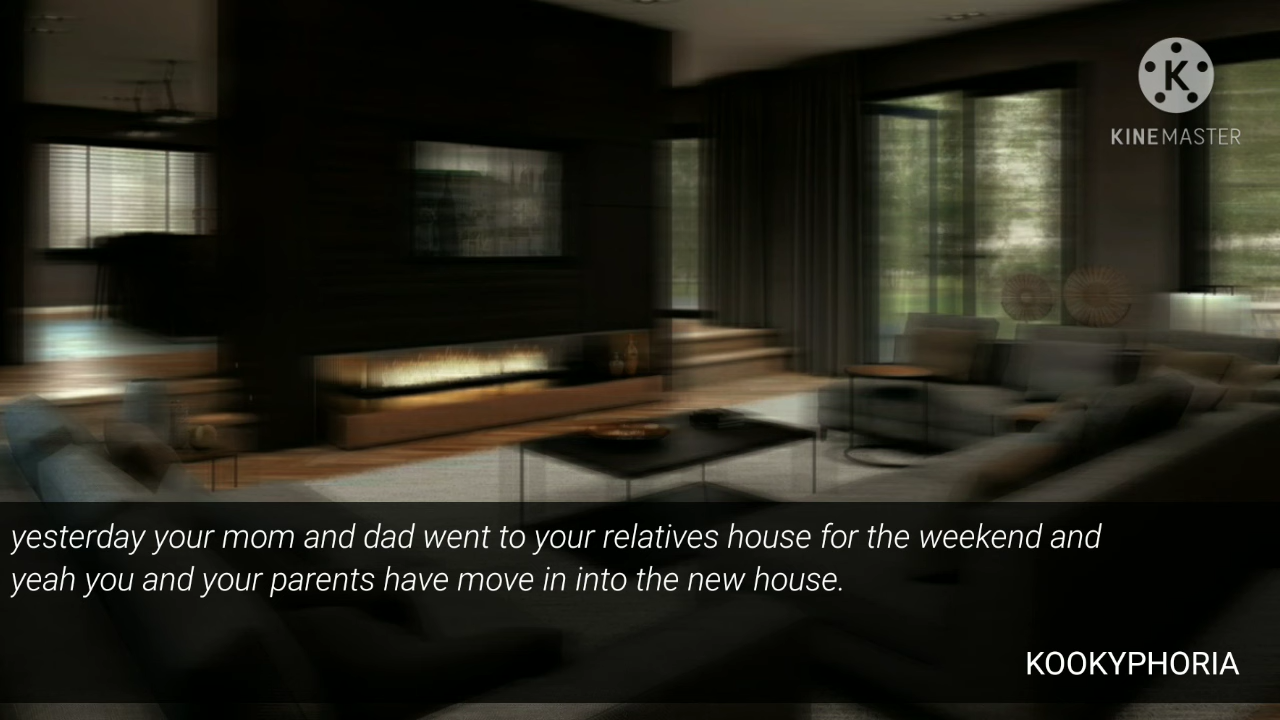 K
KINEMASTER
yesterday your mom and dad went to your relatives house for the weekend and
yeah you and your parents have move in into the new house.
KOOKYPHORIA